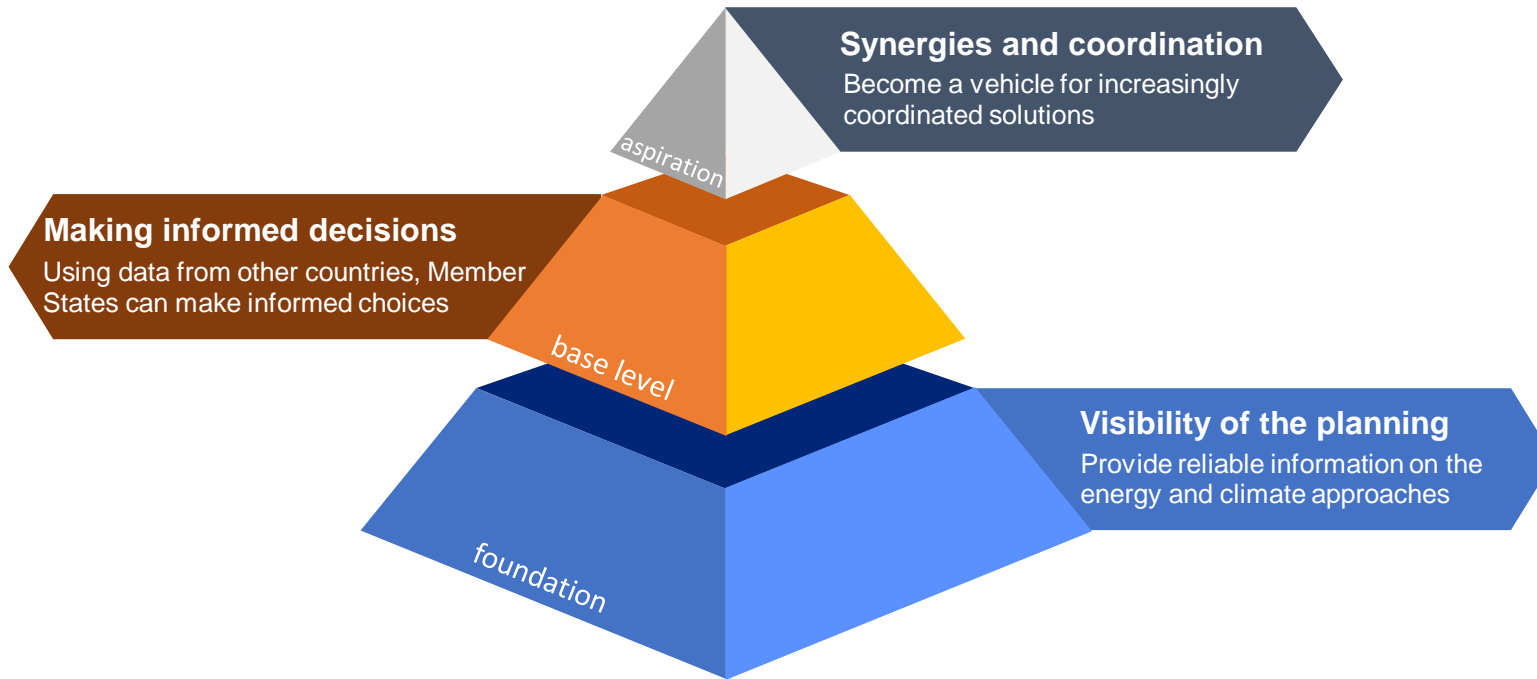 Synergies and coordination
Become a vehicle for increasingly
coordinated solutions
aspiration
Making informed decisions
Using data from other countries, Member
States can make informed choices
base level
Visibility of the planning
Provide reliable information on the
energy and climate approaches
foundation